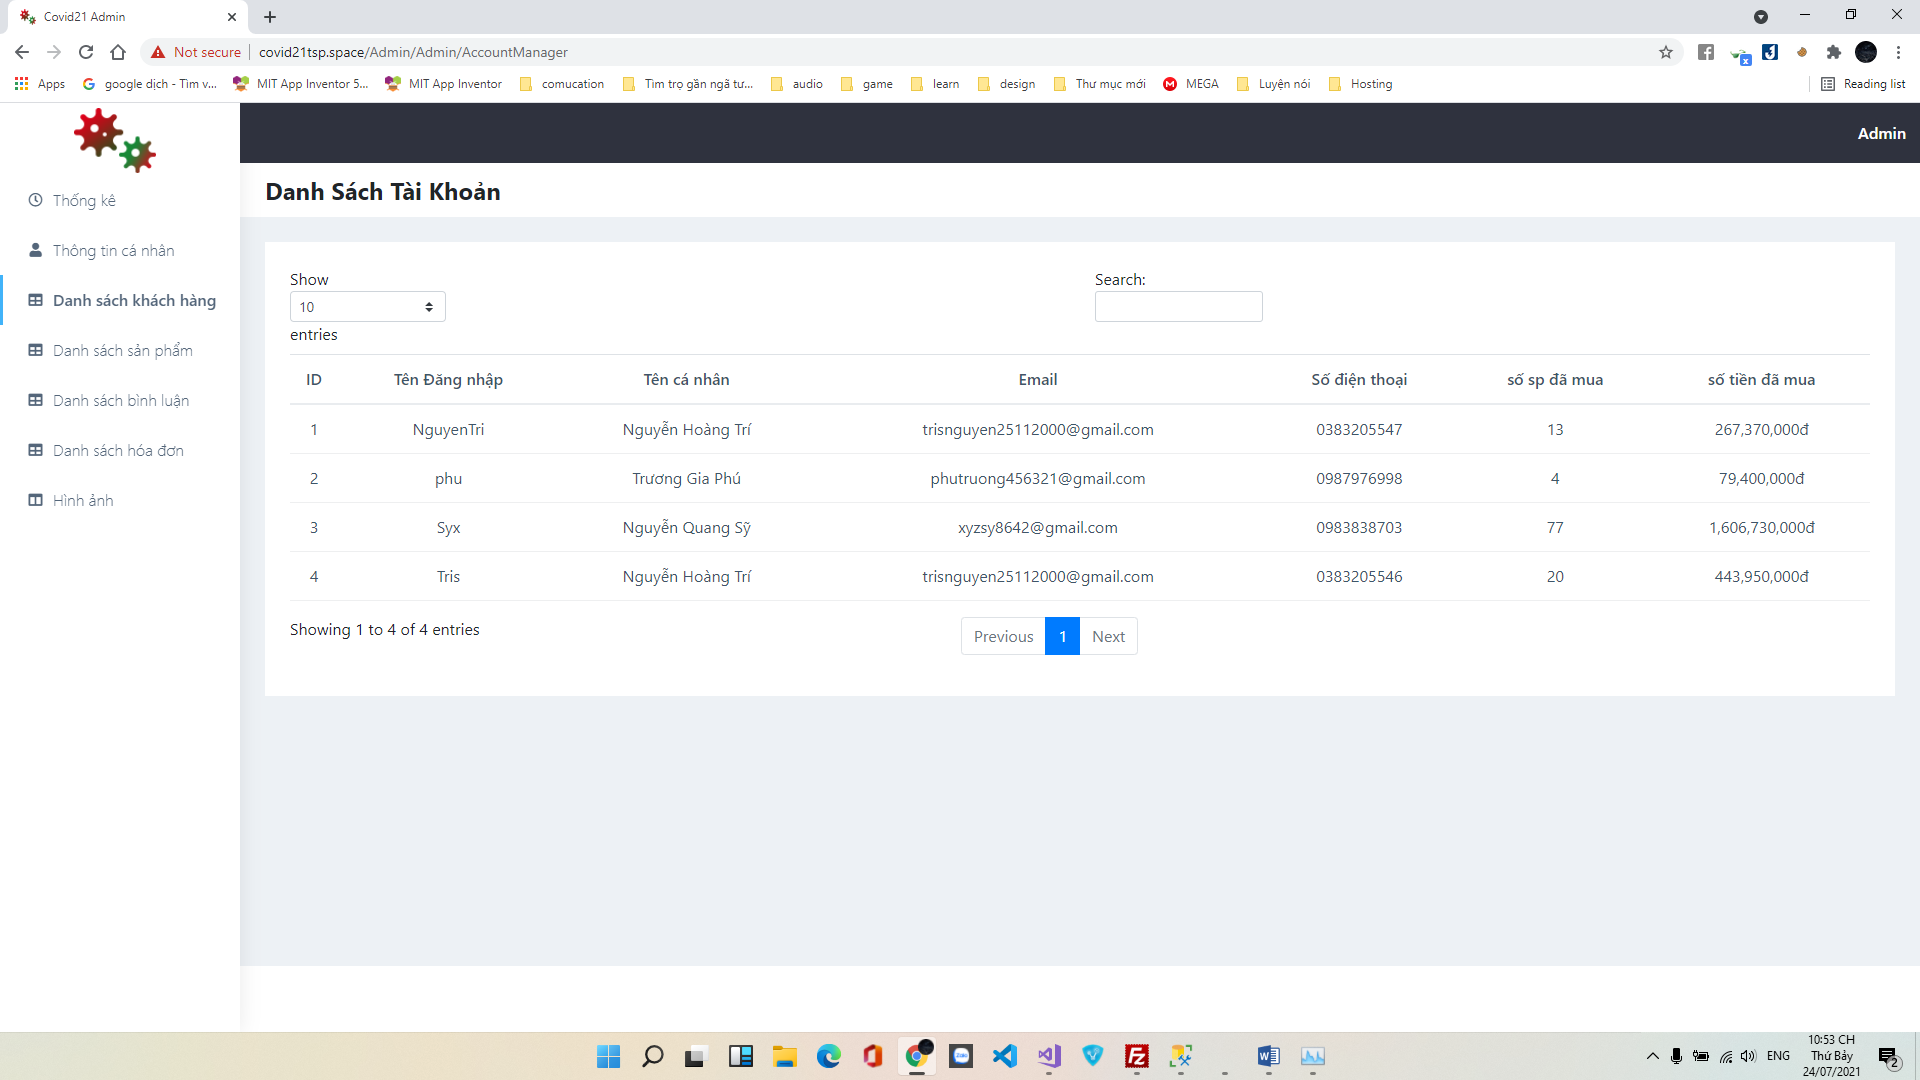 Covid21 Admin
Not secure covid21tsp.space/Admin/Admin/AccountManager
Apps google dịch - Tìm v... MIT App Inventor 5... MIT App Inventor comucation Tìm trọ gần ngã tư... audio game learn design Thư mục mới MEGA Luyện nói Hosting Reading list
Admin
Danh Sách Tài Khoản
Thống kê
Thông tin cá nhân
Danh sách khách hàng
Danh sách sản phẩm
Danh sách bình luận
Danh sách hóa đơn
Hình ảnh
Show
10
entries
Search:
ID Tên Đăng nhập Tên cá nhân Email Số điện thoại số sp đã mua số tiền đã mua
1 NguyenTri Nguyễn Hoàng Trí trisnguyen25112000@gmail.com 0383205547 13 267,370,000đ
2 phu Trương Gia Phú phutruong456321@gmail.com 0987976998 4 79,400,000đ
3 Syx Nguyễn Quang Sỹ xyzsy8642@gmail.com 0983838703 77 1,606,730,000đ
4 Tris Nguyễn Hoàng Trí trisnguyen25112000@gmail.com 0383205546 20 443,950,000đ
Showing 1 to 4 of 4 entries
Previous 1 Next
ENG
10:53 CH
Thứ Bảy
24/07/2021
2